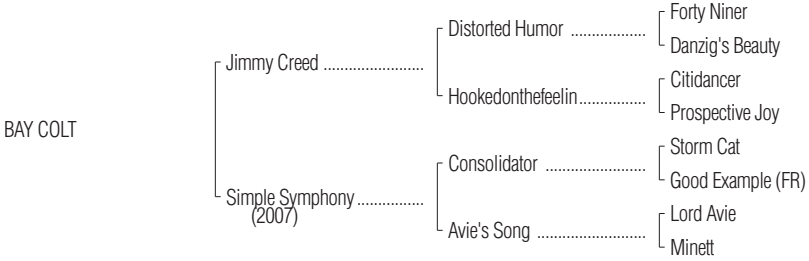 Forty Niner
Distorted Humor ..................
Danzig's Beauty
Jimmy Creed ........................
Citidancer
Hookedonthefeelin................
Prospective Joy
BAY COLT
Storm Cat
Consolidator ........................
Good Example (FR)
Simple Symphony................
(2007)
Lord Avie
Avie's Song ..........................
Minett